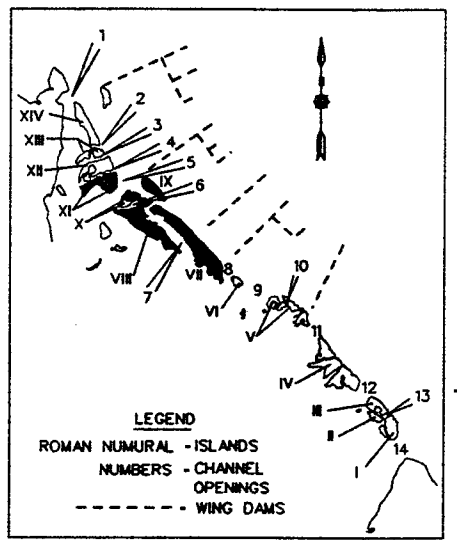 1
XIV
2
XIII
3
XII
4
5
XI
IX
6
X
VIII
7
VII
8
VI
9
10
V
11
IV
12
13
III
II
I
14
LEGEND
ROMAN NUMURAL - ISLANDS
NUMBERS - CHANNEL
OPENINGS
WING DAMS